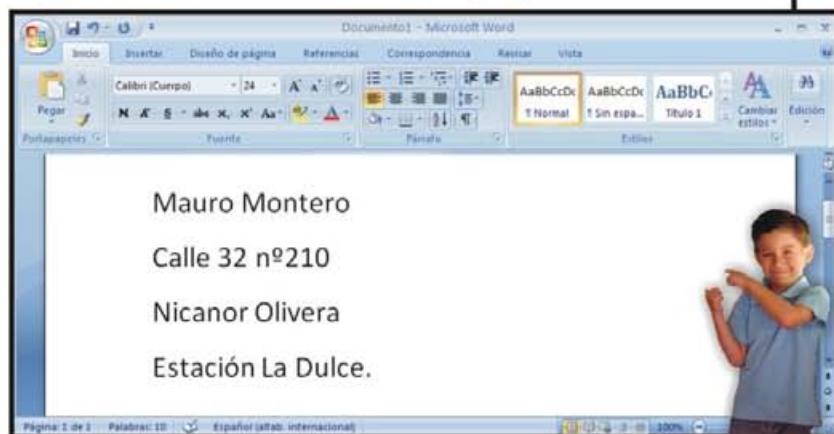 Documento1 - Microsoft Word
Inicio Insertar Diseño de página Referencias Correspondencia Revisar Vista
Calibri (Cuerpo) 24 A A
Pegar
N K S abc x, x' Aa A
AaBbCcDc AaBbCcDc AaBbC
¶ Normal ¶ Sin espa... Título 1
Cambiar estilos
Edición
Portapapeles Fuente Párrafo Estilos
Mauro Montero
Calle 32 nº210
Nicanor Olivera
Estación La Dulce.
Página: 1 de 1 Palabras: 10 Español (alfab. internacional) 100%